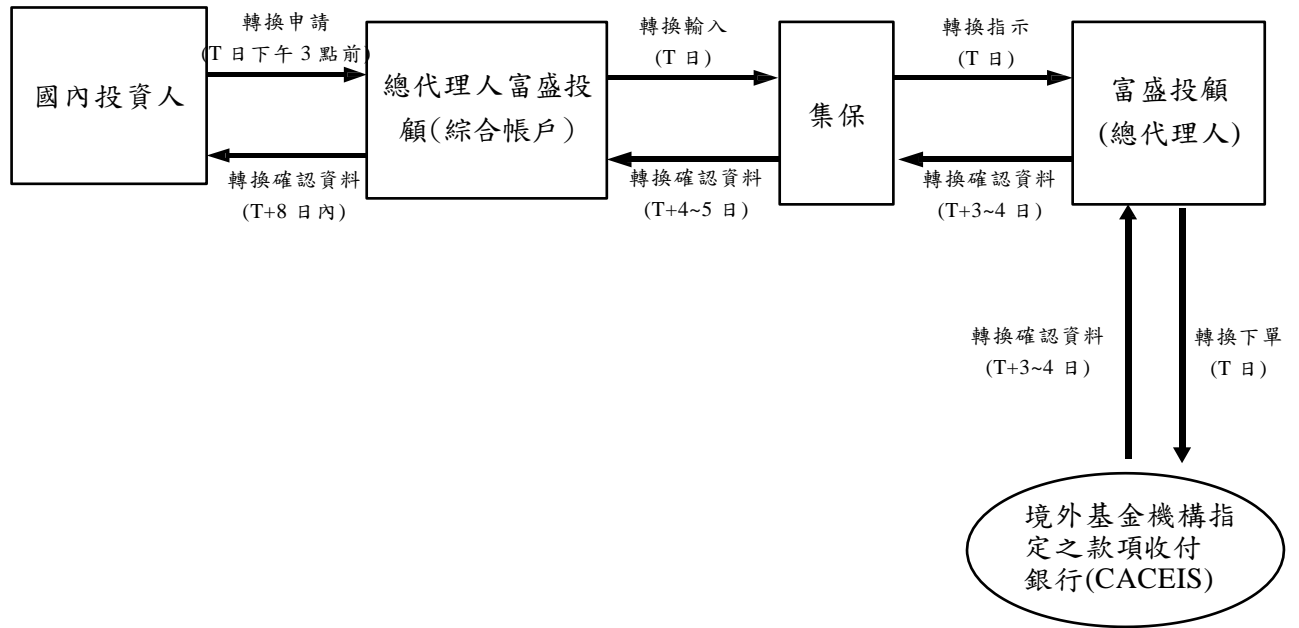 轉換申請
(T 日下午 3 點前)
轉換輸入
(T 日)
轉換指示
(T 日)
國內投資人
總代理人富盛投
顧(綜合帳戶)
集保
富盛投顧
(總代理人)
轉換確認資料
(T+8 日內)
轉換確認資料
(T+4~5 日)
轉換確認資料
(T+3~4 日)
轉換確認資料
(T+3~4 日)
轉換下單
(T 日)
境外基金機構指
定之款項收付
銀行(CACEIS)